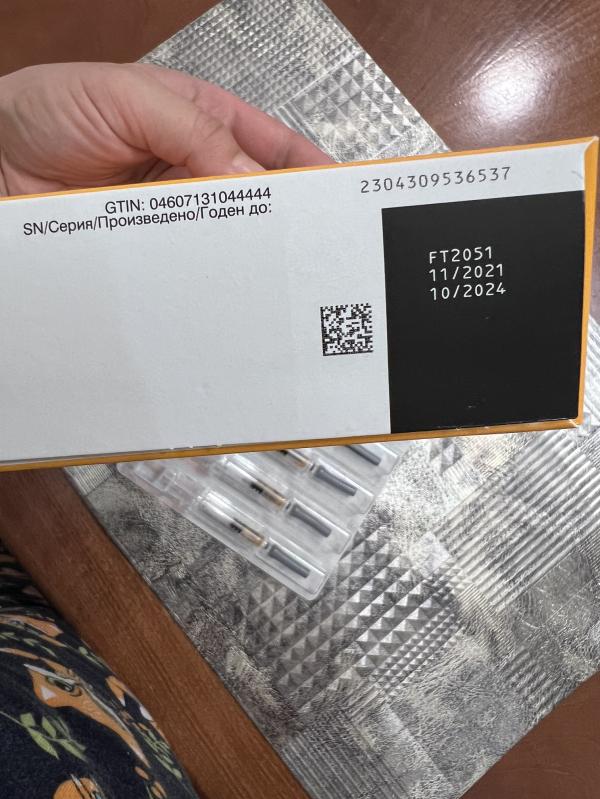 GTIN: 04607131044444
SN/Серия/Произведено/Годен до:
2304309536537
FT2051
11/2021
10/2024